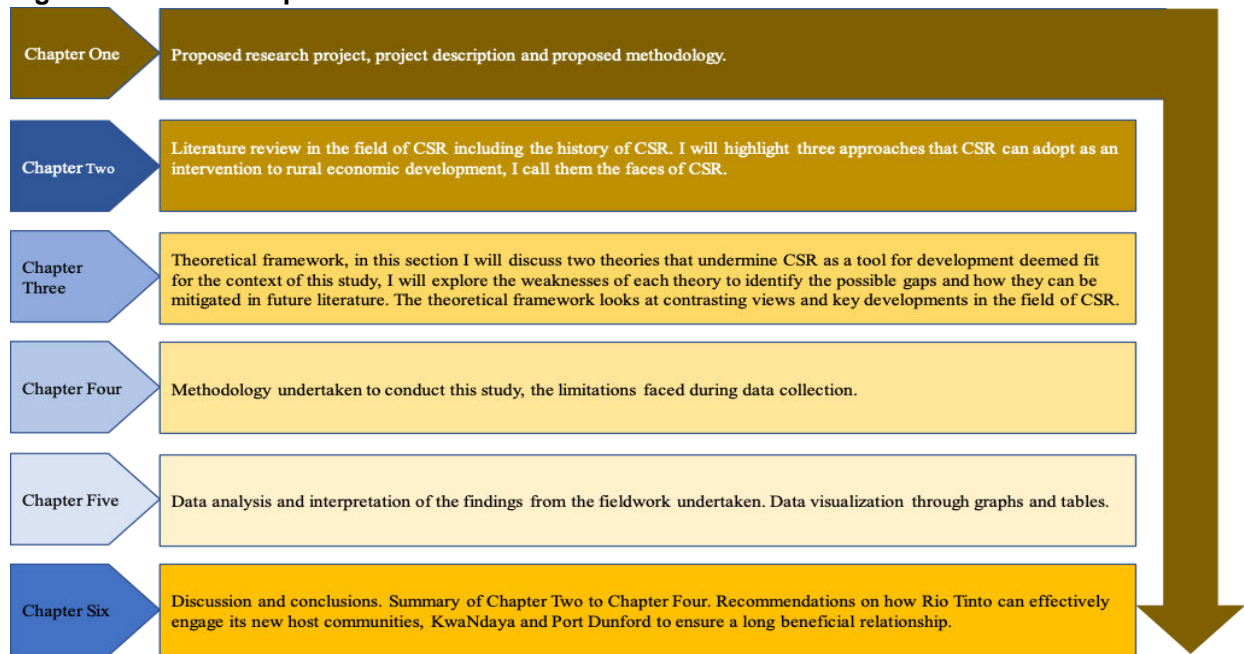 Chapter One
Proposed research project, project description and proposed methodology.
Chapter Two
Literature review in the field of CSR including the history of CSR. I will highlight three approaches that CSR can adopt as an
intervention to rural economic development, I call them the faces of CSR.
Chapter
Three
Theoretical framework, in this section I will discuss two theories that undermine CSR as a tool for development deemed fit
for the context of this study, I will explore the weaknesses of each theory to identify the possible gaps and how they can be
mitigated in future literature. The theoretical framework looks at contrasting views and key developments in the field of CSR.
Chapter Four
Methodology undertaken to conduct this study, the limitations faced during data collection.
Chapter Five
Data analysis and interpretation of the findings from the fieldwork undertaken. Data visualization through graphs and tables.
Chapter Six
Discussion and conclusions. Summary of Chapter Two to Chapter Four. Recommendations on how Rio Tinto can effectively
engage its new host communities, KwaNdaya and Port Dunford to ensure a long beneficial relationship.